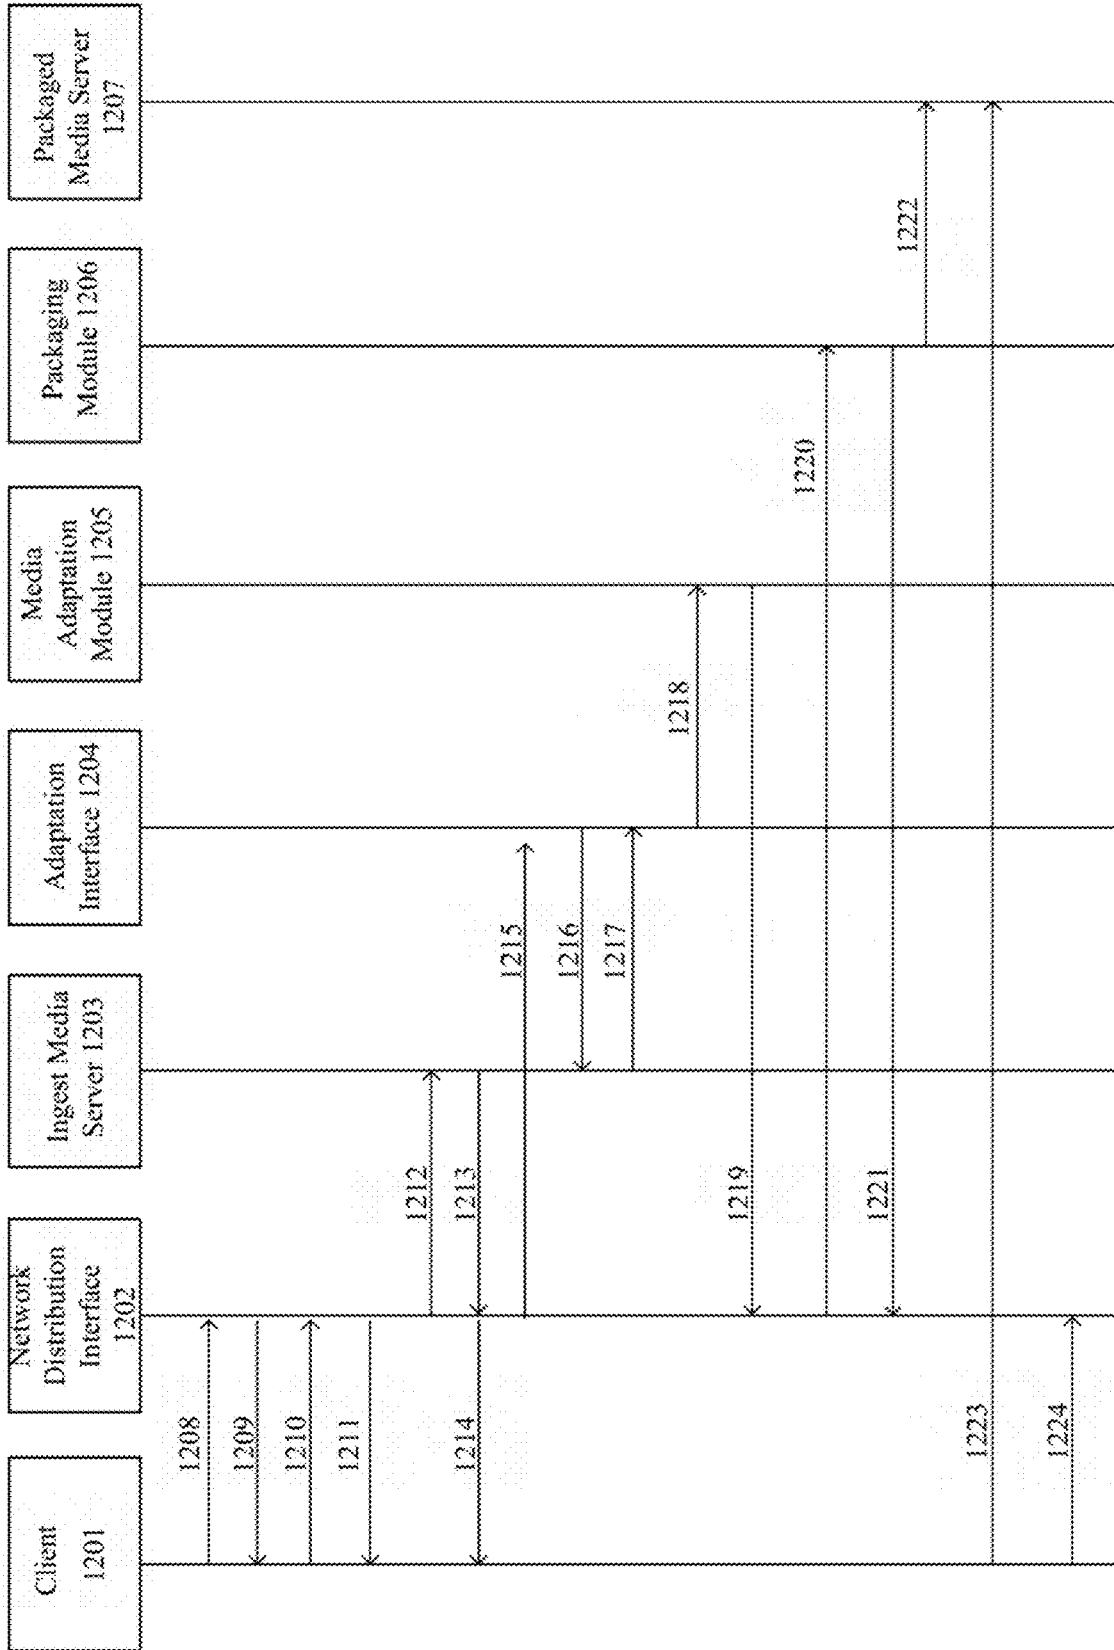 Client
1201
Network
Distribution
Interface
1202
Ingest Media
Server 1203
Adaptation
Interface 1204
Media
Adaptation
Module 1205
Packaging
Module 1206
Packaged
Media Server
1207
1208
1209
1210
1211
1212
1213
1214
1215
1216
1217
1218
1219
1220
1221
1222
1223
1224